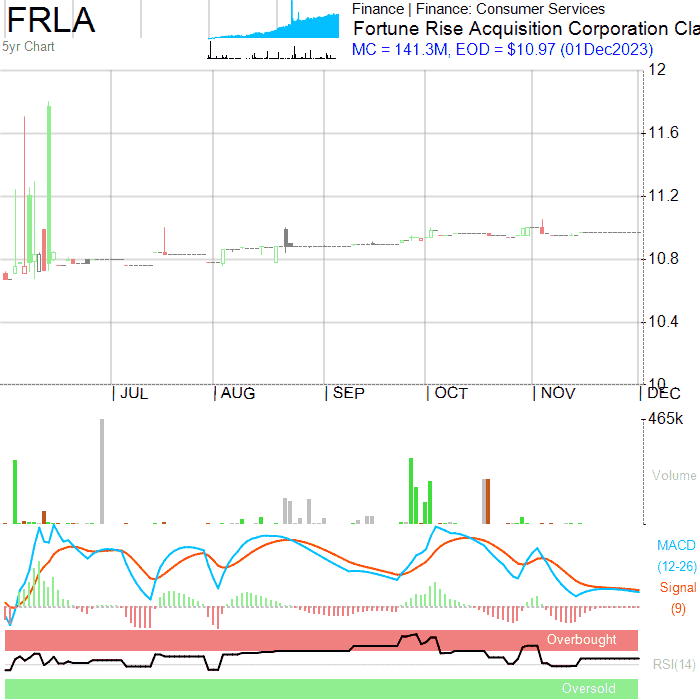 FRLA
5yr Chart
Finance | Finance: Consumer Services
Fortune Rise Acquisition Corporation Cla
MC = 141.3M, EOD = $10.97 (01Dec2023)
12
11.6
11.2
10.8
10.4
10
| JUL | AUG | SEP | OCT | NOV | DEC
465k
Volume
MACD
(12-26)
Signal
(9)
Overbought
RSI(14)
Oversold